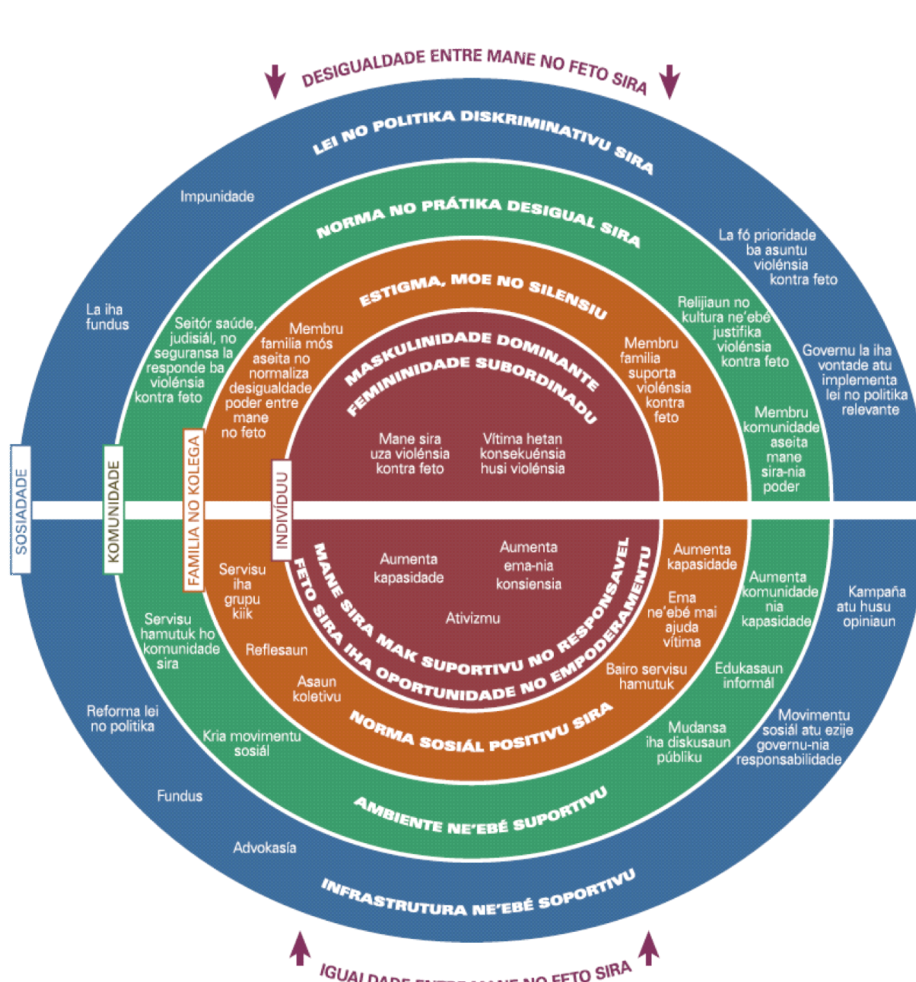 DESIGUALDADE ENTRE MANE NO FETO SIRA
LEI NO POLITIKA DISKRIMINATIVU SIRA
Impunidade
La iha
fundus
La fó prioridade
ba asuntu
violénsia
kontra feto
Governu la iha
vontade atu
implementa
lei no politika
relevante
NORMA NO PRÁTIKA DESIGUAL SIRA
Seitór saúde,
judisiál, no
seguransa la
responde ba
violénsia
kontra feto
Relijiaun no
kultura ne'ebé
justifika
violénsia
kontra feto
Membru
komunidade
aseita
mane
sira-nia
poder
ESTIGMA, MOE NO SILENSIU
Membru
familia mós
aseita no
normaliza
desigualdade
poder entre
mane
no feto
Membru
familia
suporta
violénsia
kontra
feto
MASKULINIDADE DOMINANTE
FEMININIDADE SUBORDINADU
Mane sira
uza violénsia
kontra feto
Vítima hetan
konsekuénsia
husi violénsia
SOSIADADE
KOMUNIDADE
FAMILIA NO KOLEGA
INDIVÍDUU
Aumenta
kapasidade
Aumenta
ema-nia
konsiensia
Ativizmu
MANE SIRA MAK SUPORTIVU NO RESPONSAVEL
FETO SIRA IHA OPORTUNIDADE NO EMPODERAMENTU
Servisu
iha
grupu
kiik
Reflesaun
Asaun
koletivu
Aumenta
kapasidade
Ema
ne'ebé mai
ajuda
vítima
Bairo servisu
hamutuk
NORMA SOSIÁL POSITIVU SIRA
Servisu
hamutuk ho
komunidade
sira
Kria movimentu
sosiál
Aumenta
komunidade
nia
kapasidade
Edukasaun
informál
Mudansa
iha diskusaun
públiku
AMBIENTE NE'EBÉ SUPORTIVU
Reforma lei
no politika
Fundus
Advokasía
Kampaña
atu husu
opiniaun
Movimentu
sosiál atu ezije
governu-nia
responsabilidade
INFRASTRUTURA NE'EBÉ SOPORTIVU
IGUALDADE ENTRE MANE NO FETO SIRA